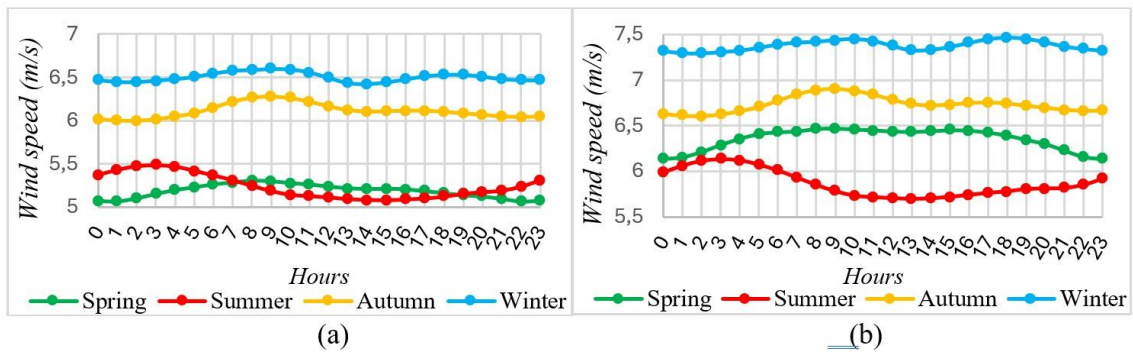 Wind speed (m/s)
7
6,5
6
5,5
5
0 1 2 3 4 5 6 7 8 9 10 11 12 13 14 15 16 17 18 19 20 21 22 23
Hours
Spring Summer Autumn Winter
(a)
Wind speed (m/s)
7,5
7
6,5
6
5,5
0 1 2 3 4 5 6 7 8 9 10 11 12 13 14 15 16 17 18 19 20 21 22 23
Hours
Spring Summer Autumn Winter
(b)